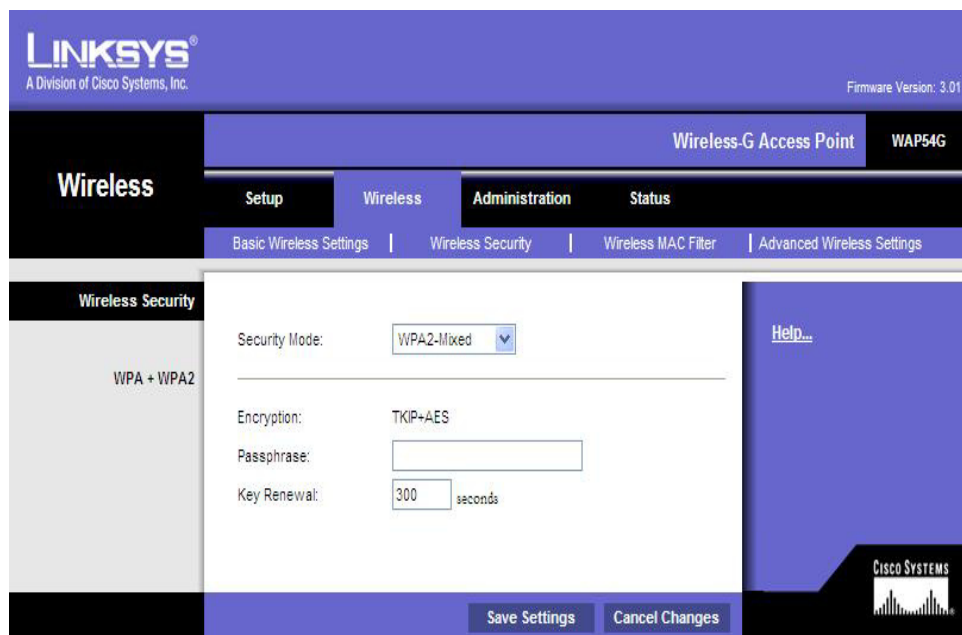 LINKSYS®
A Division of Cisco Systems, Inc.
Firmware Version: 3.01
Wireless-G Access Point WAP54G
Wireless
Setup Wireless Administration Status
Basic Wireless Settings | Wireless Security | Wireless MAC Filter | Advanced Wireless Settings
Wireless Security
Security Mode: WPA2-Mixed
Help...
WPA + WPA2
Encryption: TKIP+AES
Passphrase:
Key Renewal: 300 seconds
CISCO SYSTEMS
Save Settings Cancel Changes